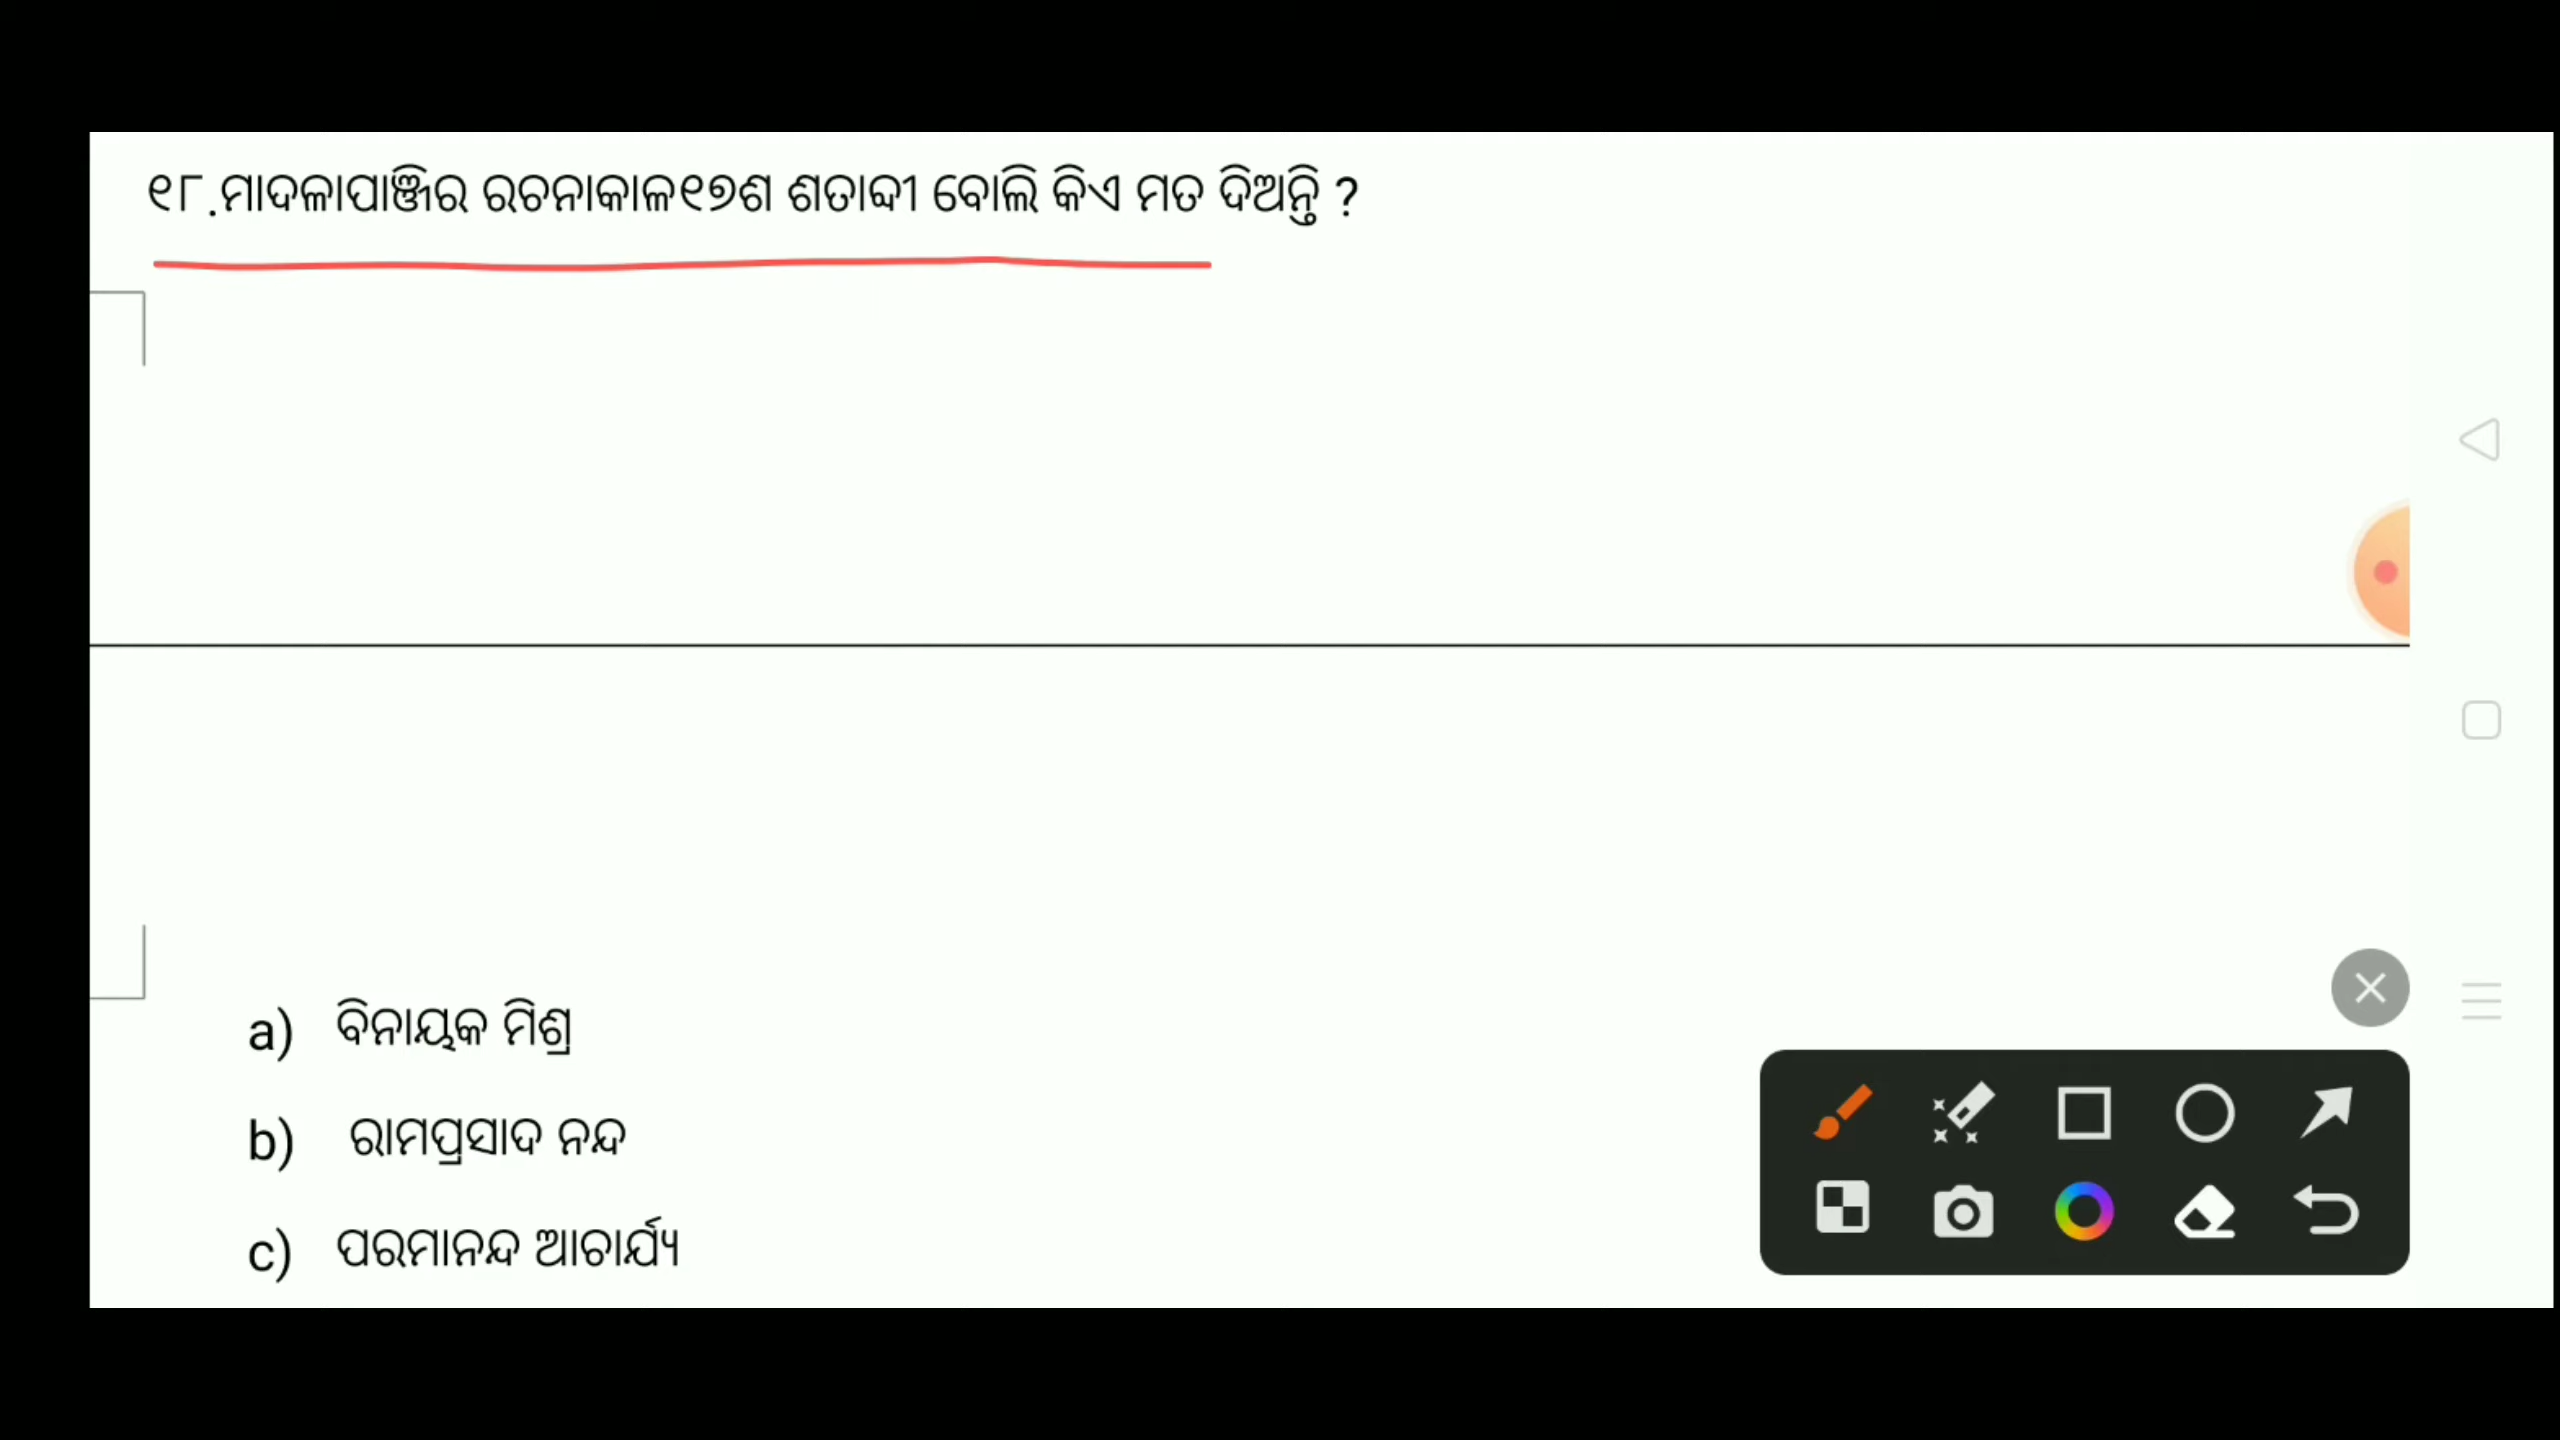 ୧୮.ମାଦଳାପାଞ୍ଜିର ରଚନାକାଳ୧୭ଶ ଶତାବ୍ଦୀ ବୋଲି କିଏ ମତ ଦିଅନ୍ତି ?
a) ବିନାୟକ ମିଶ୍ର
b) ରାମପ୍ରସାଦ ନନ୍ଦ
c) ପରମାନନ୍ଦ ଆଚାର୍ଯ୍ୟ